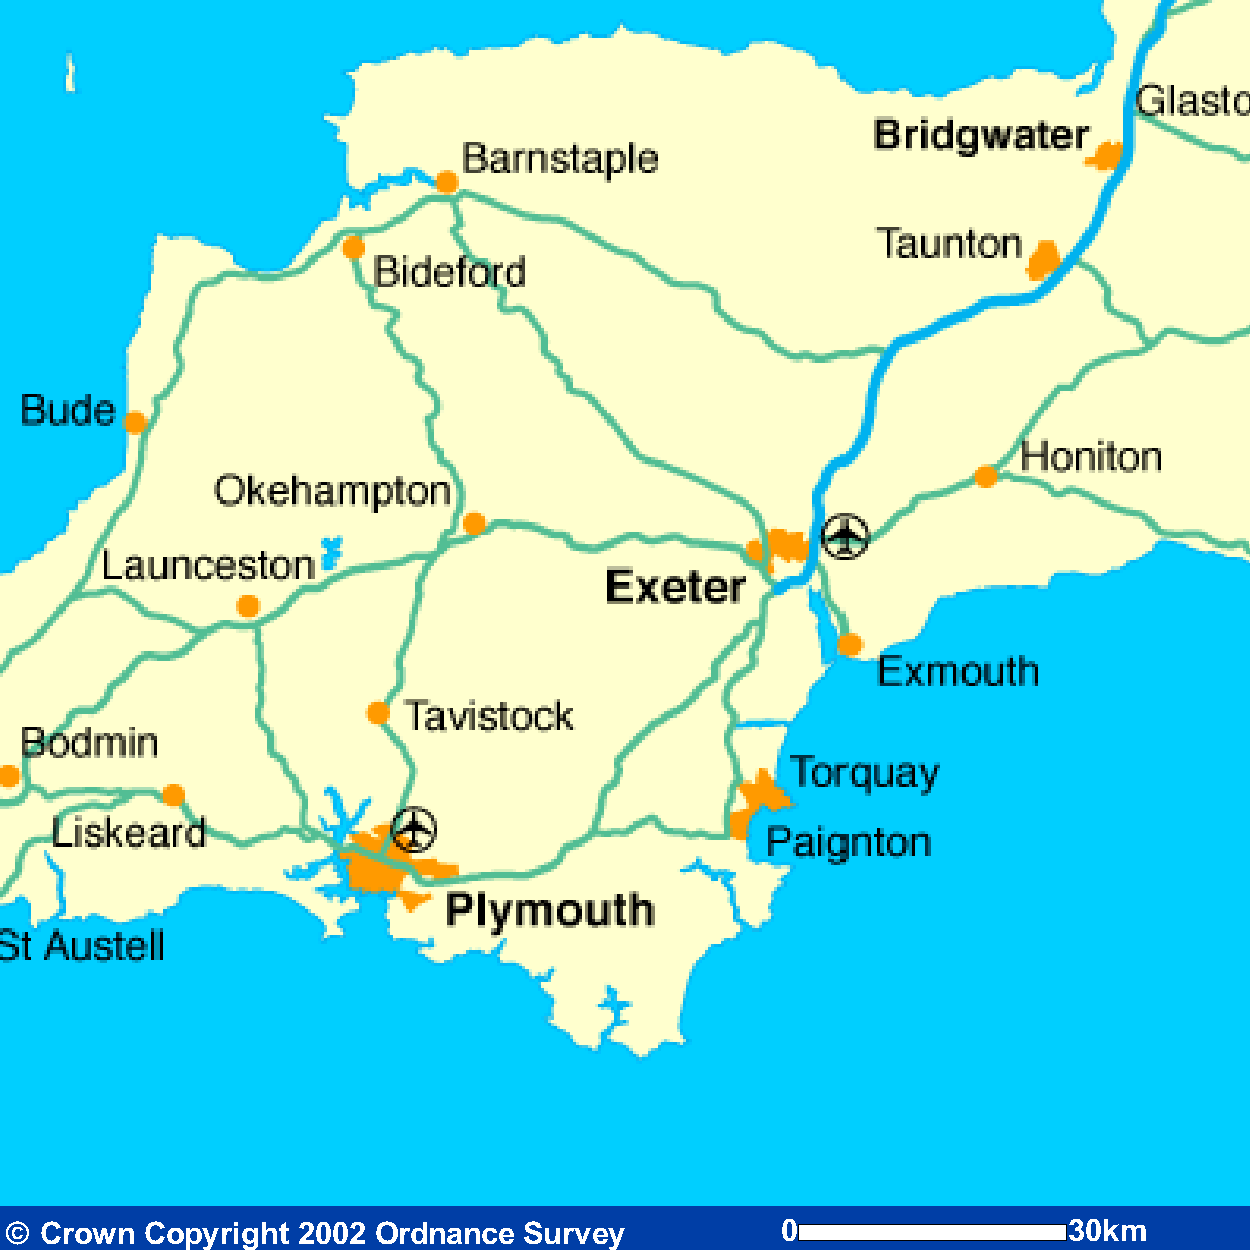 Glasto
Bridgwater
Barnstaple
Taunton
Bideford
Bude
Honiton
Okehampton
Launceston
Exeter
Exmouth
Tavistock
Bodmin
Torquay
Liskeard
Paignton
Plymouth
St Austell
© Crown Copyright 2002 Ordnance Survey 0 30km